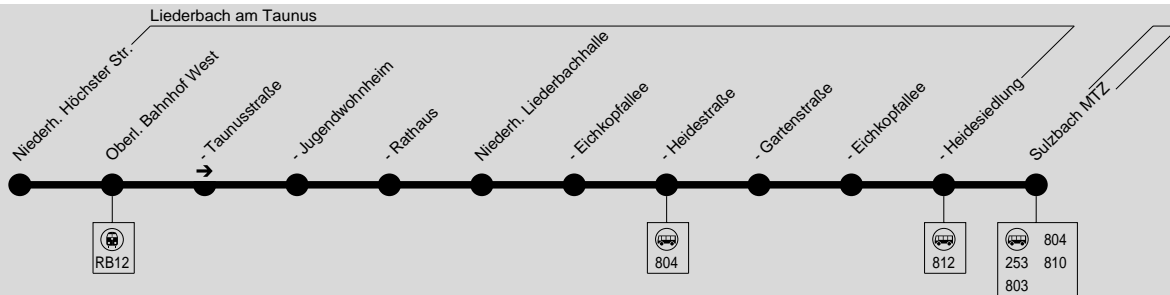 Liederbach am Taunus
Niederh. Höchster Str.
Oberl. Bahnhof West
- Taunusstraße
- Jugendwohnheim
- Rathaus
Niederh. Liederbachhalle
- Eichkopfallee
- Heidestraße
- Gartenstraße
- Eichkopfallee
- Heidesiedlung
Sulzbach MTZ
RB12
804
812
804
253 810
803